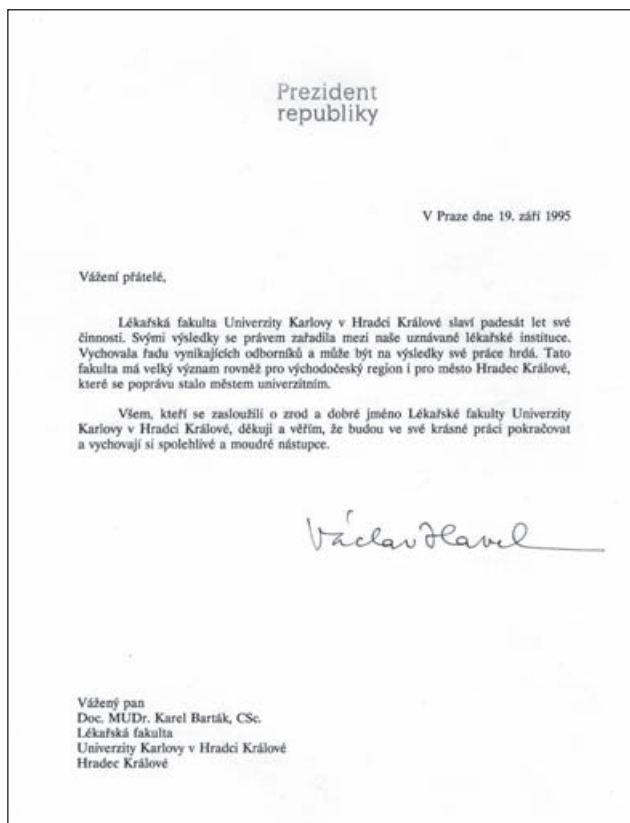 Prezident
republiky
V Praze dne 19. září 1995
Vážení přátelé,
Lékařská fakulta Univerzity Karlovy v Hradci Králové slaví padesát let své
činnosti. Svými výsledky se právem zařadila mezi naše uznávané lékařské instituce.
Vychovala řadu vynikajících odborníků a může být na výsledky své práce hrdá. Tato
fakulta má velký význam rovněž pro východočeský region i pro město Hradec Králové,
které se poprávu stalo městem univerzitním.
Všem, kteří se zasloužili o zrod a dobré jméno Lékařské fakulty Univerzity
Karlovy v Hradci Králové, děkuji a věřím, že budou ve své krásné práci pokračovat
a vychovají si spolehlivé a moudré nástupce.
Václav Havel
Vážený pan
Doc. MUDr. Karel Barták, CSc.
Lékařská fakulta
Univerzity Karlovy v Hradci Králové
Hradec Králové